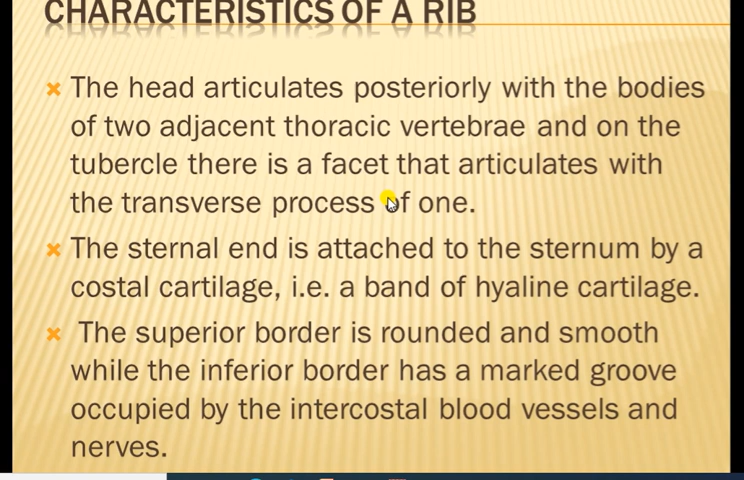 CHARACTERISTICS OF A RIB
The head articulates posteriorly with the bodies
of two adjacent thoracic vertebrae and on the
tubercle there is a facet that articulates with
the transverse process of one.
The sternal end is attached to the sternum by a
costal cartilage, i.e. a band of hyaline cartilage.
The superior border is rounded and smooth
while the inferior border has a marked groove
occupied by the intercostal blood vessels and
nerves.